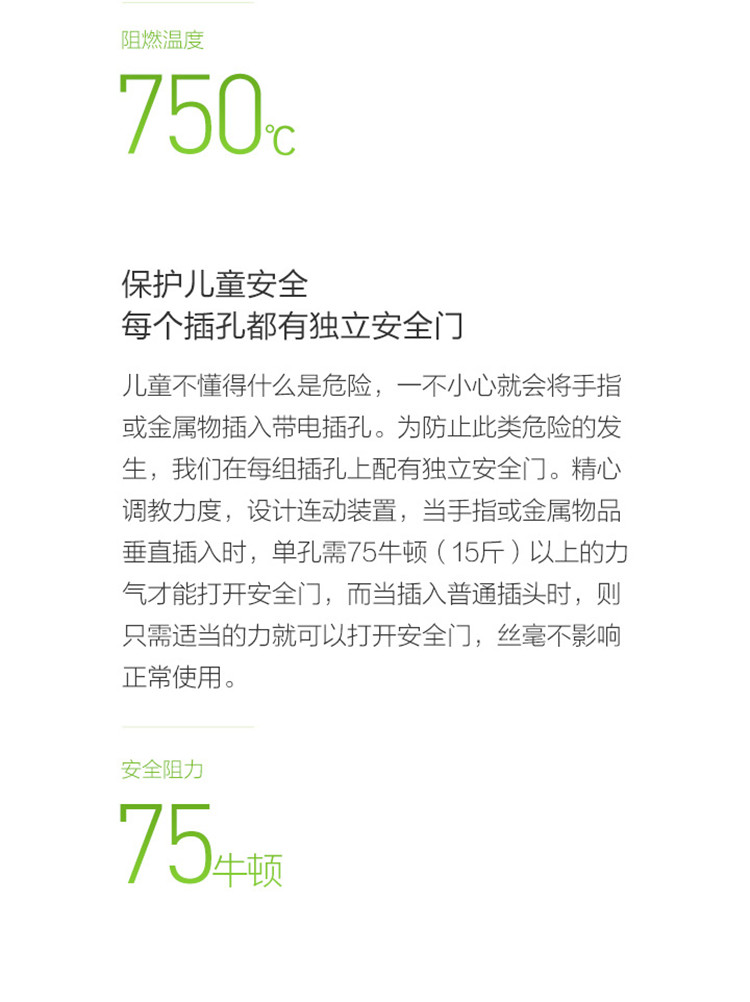 阻燃温度
750℃
保护儿童安全
每个插孔都有独立安全门
儿童不懂得什么是危险，一不小心就会将手指
或金属物插入带电插孔。为防止此类危险的发
生，我们在每组插孔上配有独立安全门。精心
调教力度，设计连动装置，当手指或金属物品
垂直插入时，单孔需75牛顿（15斤）以上的力
气才能打开安全门，而当插入普通插头时，则
只需适当的力就可以打开安全门，丝毫不影响
正常使用。
安全阻力
75牛顿